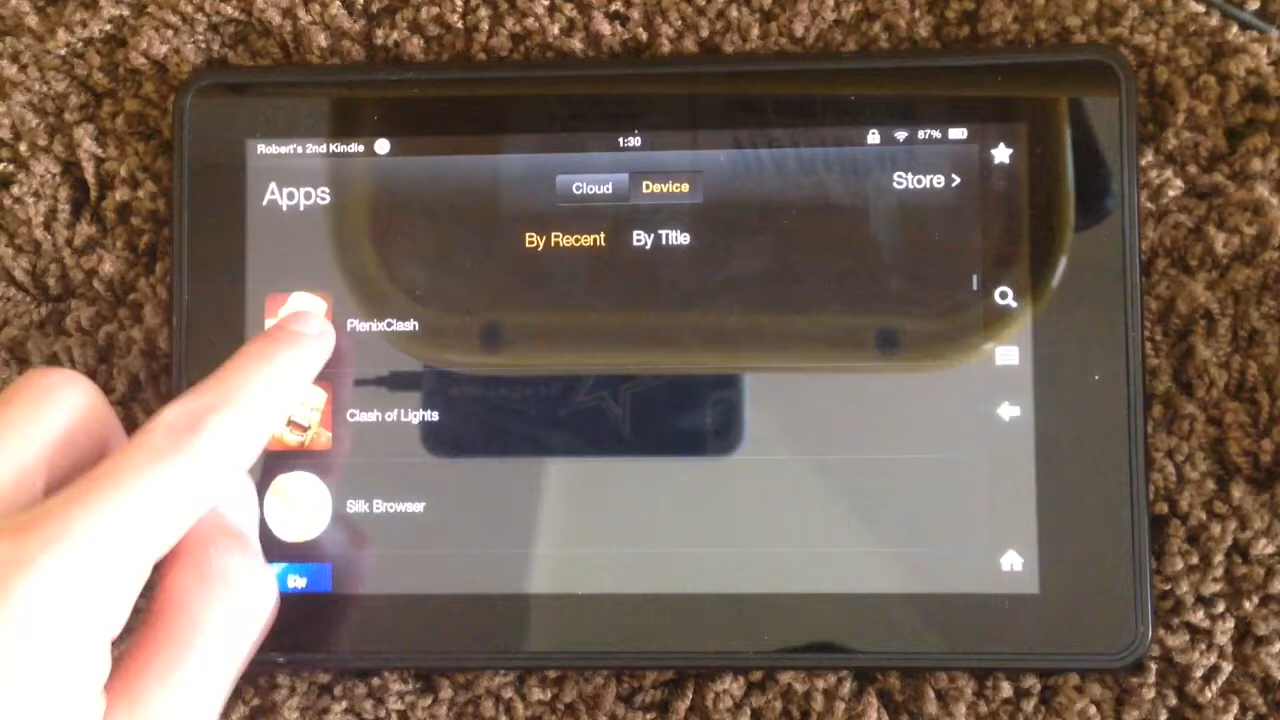 Robert's 2nd Kindle
1:30
87%
Apps
Cloud
Device
Store >
By Recent
By Title
PlenixClash
Clash of Lights
Silk Browser